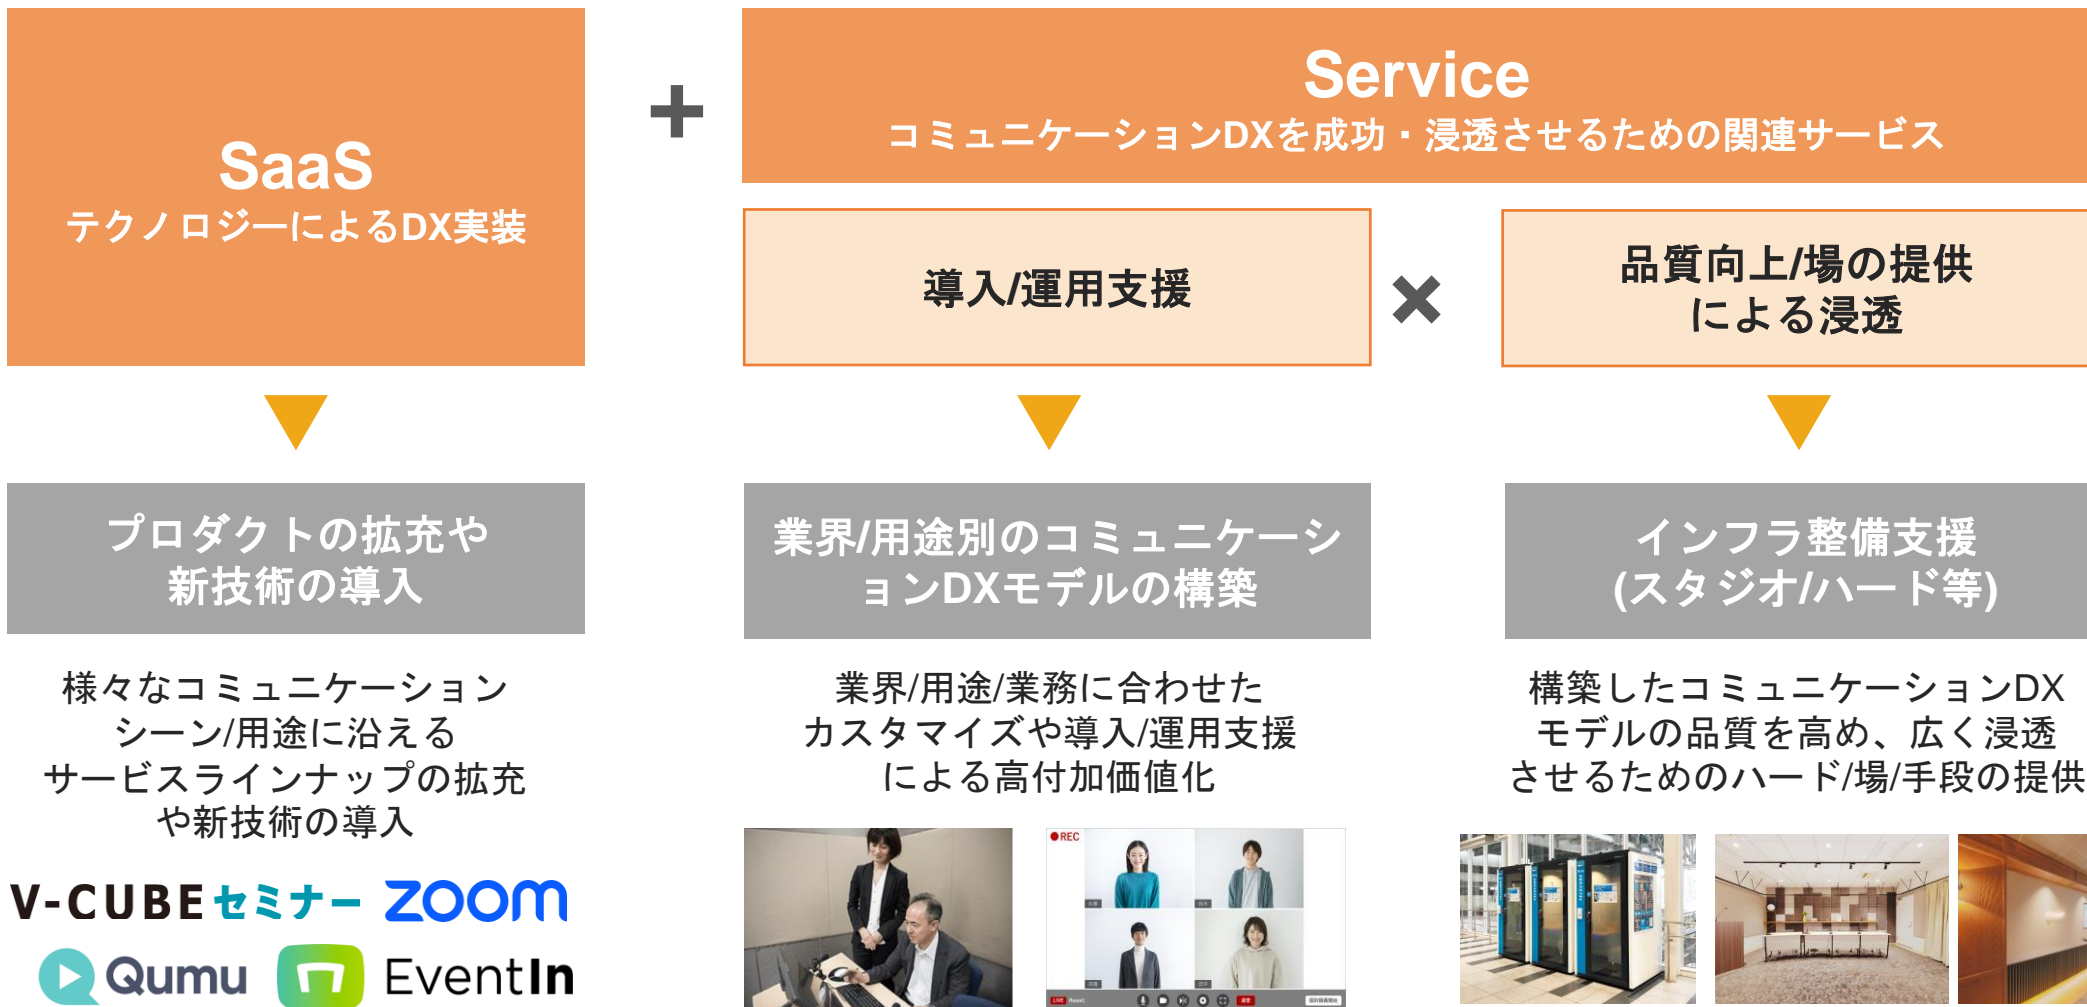 SaaS
テクノロジーによるDX実装
+
Service
コミュニケーションDXを成功・浸透させるための関連サービス
導入/運用支援
×
品質向上/場の提供
による浸透
プロダクトの拡充や
新技術の導入
様々なコミュニケーション
シーン/用途に沿える
サービスラインナップの拡充
や新技術の導入
V-CUBE セミナー zoom
Qumu EventIn
業界/用途別のコミュニケーシ
ョンDXモデルの構築
業界/用途/業務に合わせた
カスタマイズや導入/運用支援
による高付加価値化
REC
LIVE
インフラ整備支援
(スタジオ/ハード等)
構築したコミュニケーションDX
モデルの品質を高め、広く浸透
させるためのハード/場/手段の提供